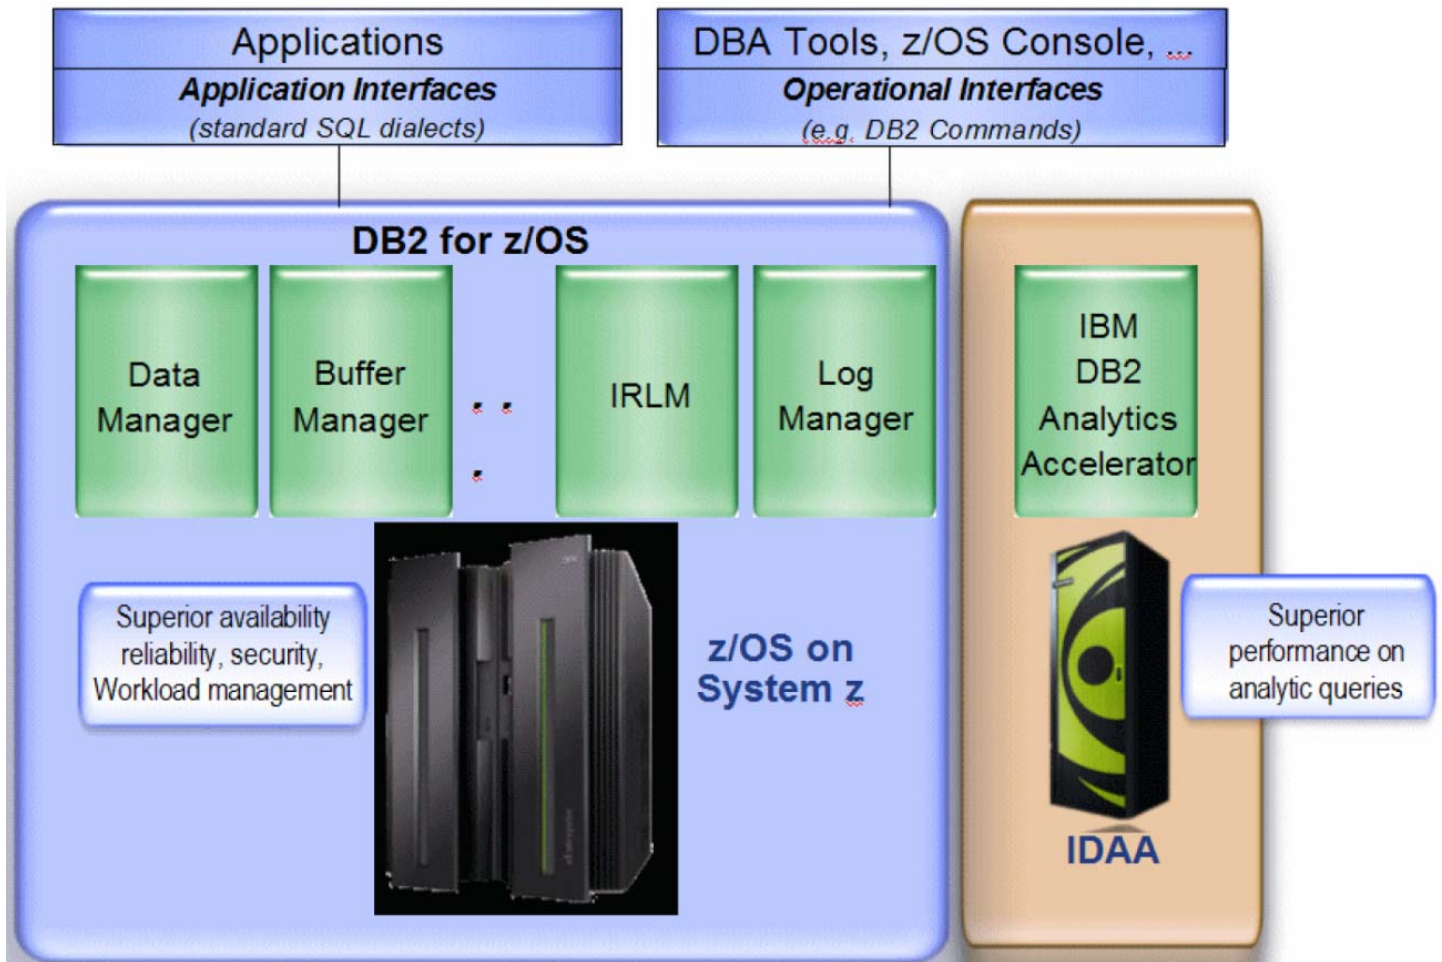 Applications
Application Interfaces
(standard SQL dialects)
DBA Tools, z/OS Console, ...
Operational Interfaces
(e.g. DB2 Commands)
DB2 for z/OS
Data
Manager
Buffer
Manager
. .
.
IRLM
Log
Manager
IBM
DB2
Analytics
Accelerator
Superior availability
reliability, security,
Workload management
z/OS on
System z
Superior
performance on
analytic queries
IDAA